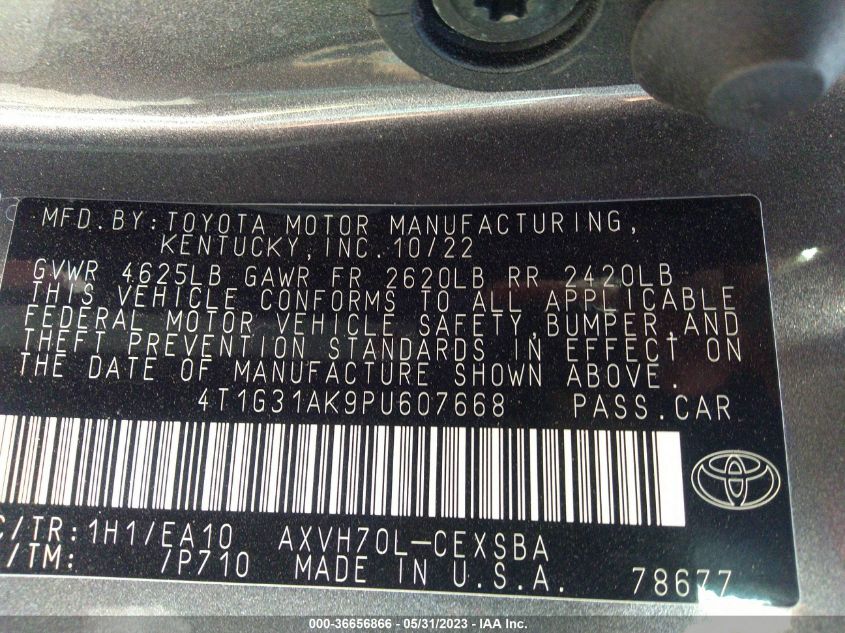 MFD.BY:TOYOTA MOTOR MANUFACTURING,
KENTUCKY,INC.10/22
GVWR 4625LB GAWR FR 2620LB RR 2420LB
THIS VEHICLE CONFORMS TO ALL APPLICABLE
FEDERAL MOTOR VEHICLE SAFETY,BUMPER,AND
THEFT PREVENTION STANDARDS IN EFFECT ON
THE DATE OF MANUFACTURE SHOWN ABOVE.
4T1G31AK9PU607668 PASS.CAR
C/TR:1H1/EA10 AXVH70L-CEXSBA
/TM: /P710 MADE IN U.S.A. 78677
000-36656866 - 05/31/2023 - IAA Inc.